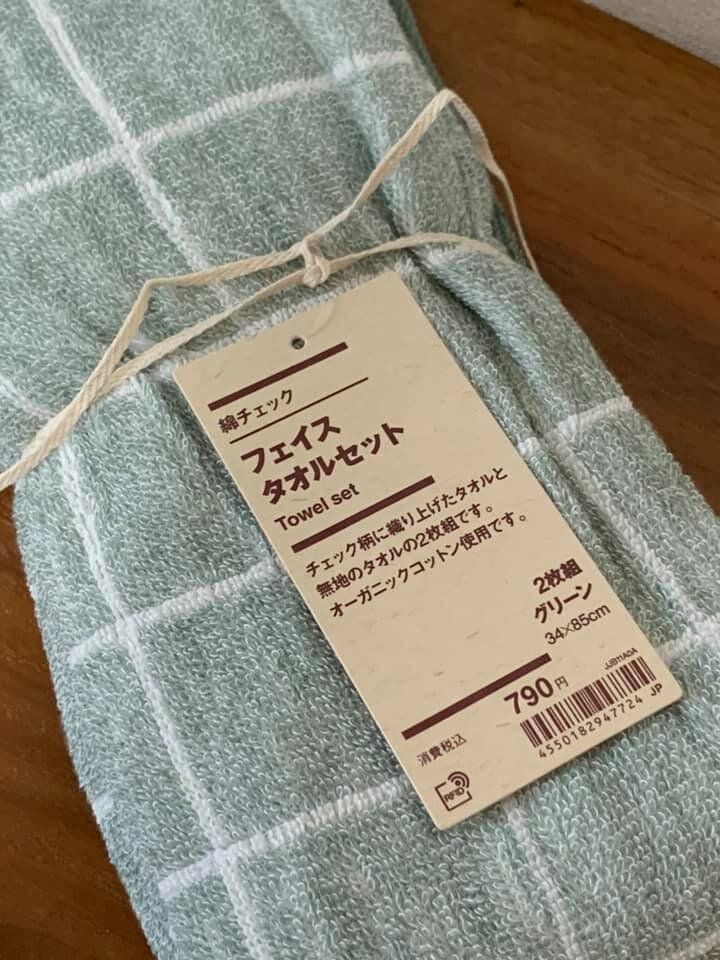 綿チェック
フェイス
タオルセット
Towel set
チェック柄に織り上げたタオルと
無地のタオルの2枚組です。
オーガニックコットン使用です。
2枚組
グリーン
34×85cm
790円
消費税込
JJB11A0A
4550182947724 JP
RFID